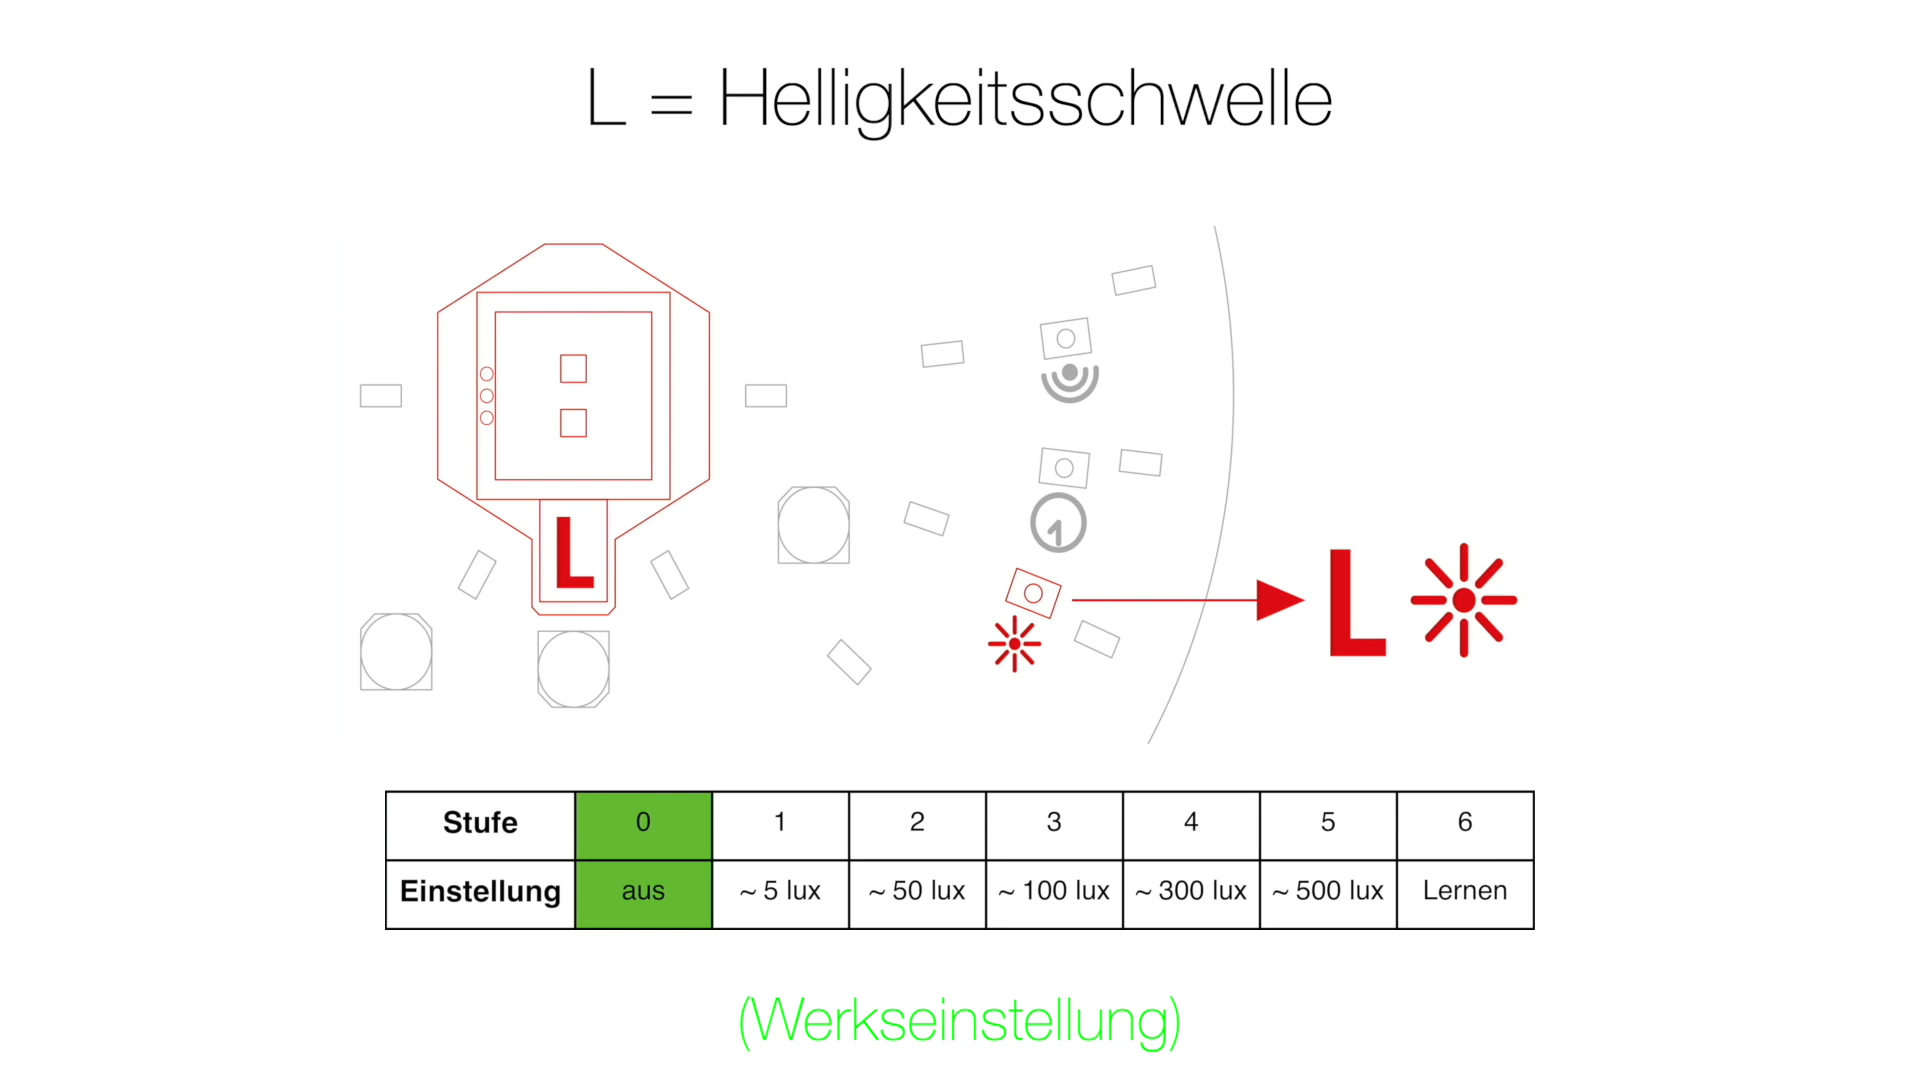 L = Helligkeitsschwelle
L
1
L
Stufe 0 1 2 3 4 5 6
Einstellung aus ~ 5 lux ~ 50 lux ~ 100 lux ~ 300 lux ~ 500 lux Lernen
(Werkseinstellung)